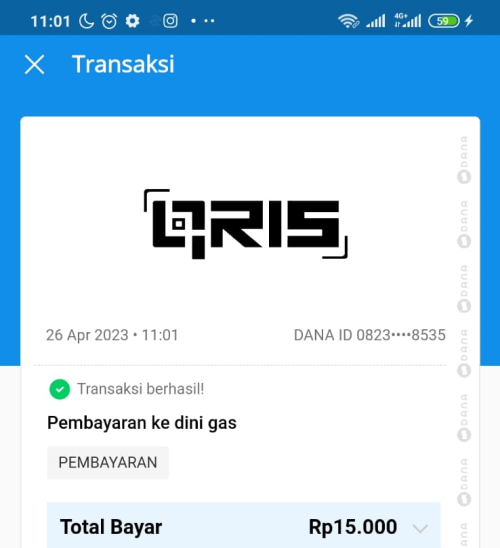 11:01
4G+
59
Transaksi
QRIS
26 Apr 2023 • 11:01 DANA ID 0823••••8535
Transaksi berhasil!
Pembayaran ke dini gas
PEMBAYARAN
Total Bayar Rp15.000
DANA
DANA
DANA
DANA
DANA
DANA
DANA